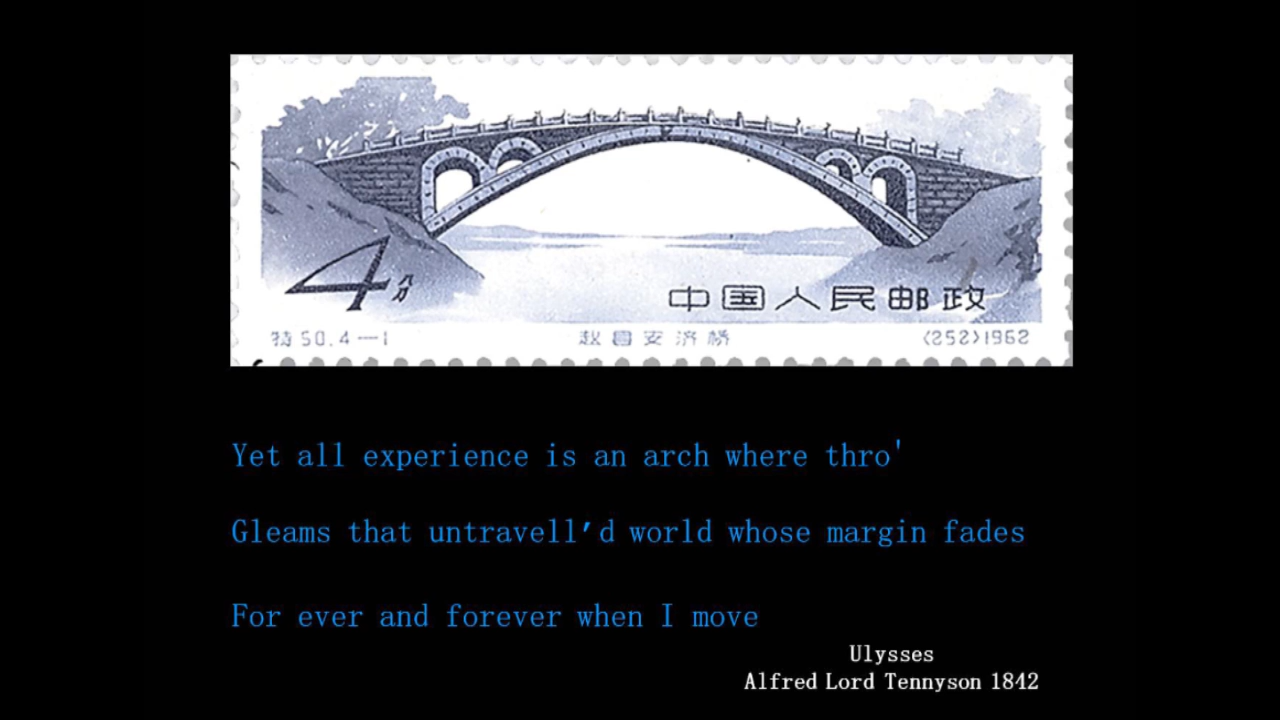 4分
中国人民邮政
特50.4—1 赵县安济桥 (252)1962
Yet all experience is an arch where thro'
Gleams that untravell'd world whose margin fades
For ever and forever when I move
Ulysses
Alfred Lord Tennyson 1842